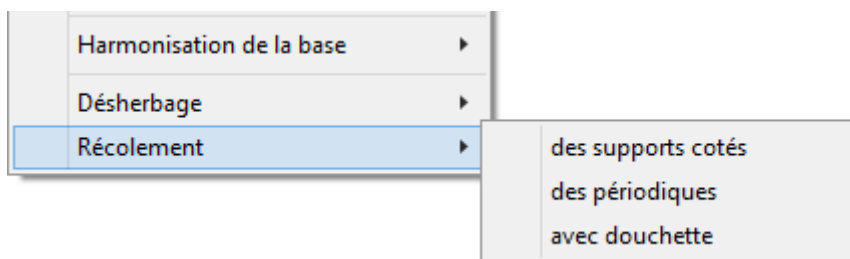 Harmonisation de la base
Désherbage
Récolement
des supports cotés
des périodiques
avec douchette